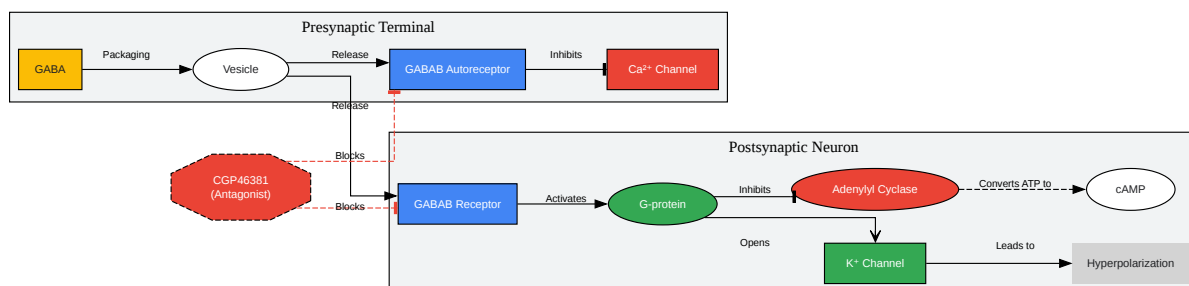 Presynaptic Terminal
GABA
Packaging
Vesicle
Release
GABAB Autoreceptor
Inhibits
Ca²⁺ Channel
Release
CGP46381
(Antagonist)
Blocks
Blocks
Postsynaptic Neuron
GABAB Receptor
Activates
G-protein
Inhibits
Adenylyl Cyclase
Converts ATP to
cAMP
Opens
K⁺ Channel
Leads to
Hyperpolarization